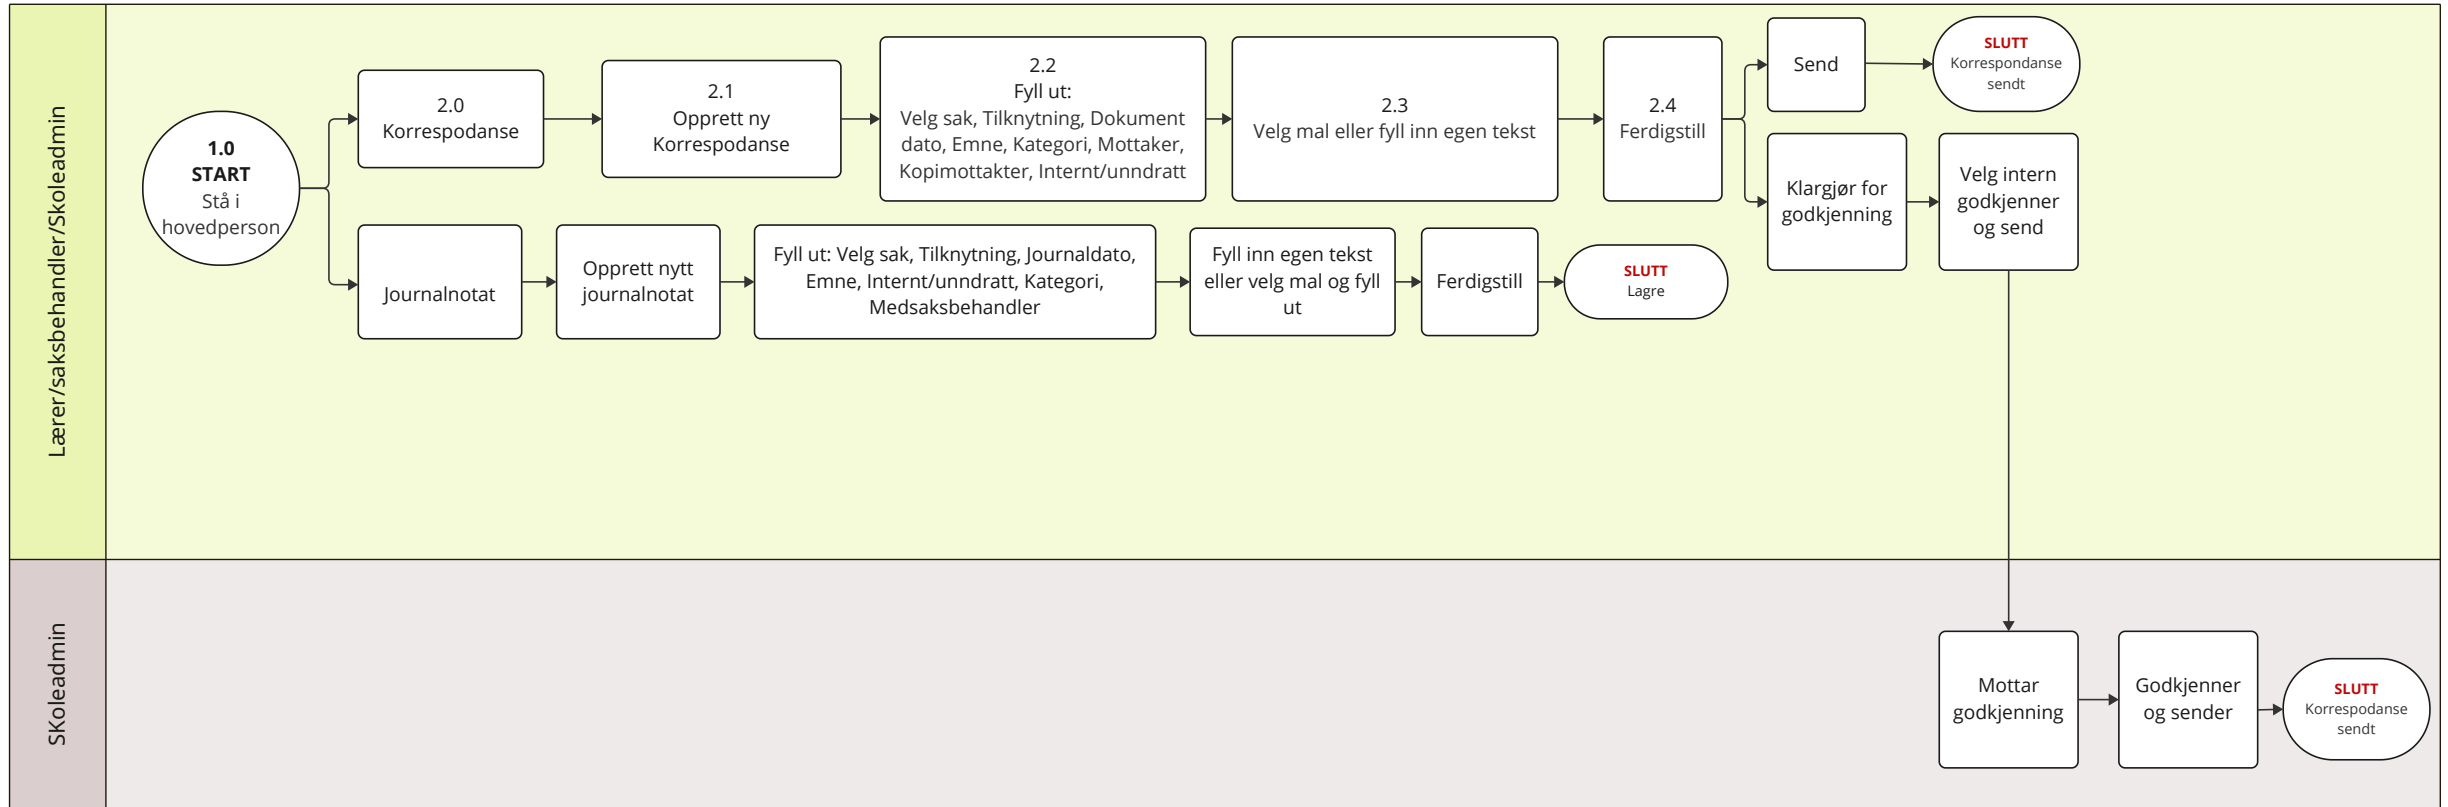 Lærer/saksbehandler/Skoleadmin
1.0
START
Stå i
hovedperson
2.0
Korrespodanse
2.1
Opprett ny
Korrespodanse
2.2
Fyll ut:
Velg sak, Tilknytning, Dokument
dato, Emne, Kategori, Mottaker,
Kopimottakter, Internt/unndratt
2.3
Velg mal eller fyll inn egen tekst
2.4
Ferdigstill
Send
SLUTT
Korrespondanse
sendt
Klargjør for
godkjenning
Velg intern
godkjenner
og send
Journalnotat
Opprett nytt
journalnotat
Fyll ut: Velg sak, Tilknytning, Journaldato,
Emne, Internt/unndratt, Kategori,
Medsaksbehandler
Fyll inn egen tekst
eller velg mal og fyll
ut
Ferdigstill
SLUTT
Lagre
SKoleadmin
Mottar
godkjenning
Godkjenner
og sender
SLUTT
Korrespodanse
sendt